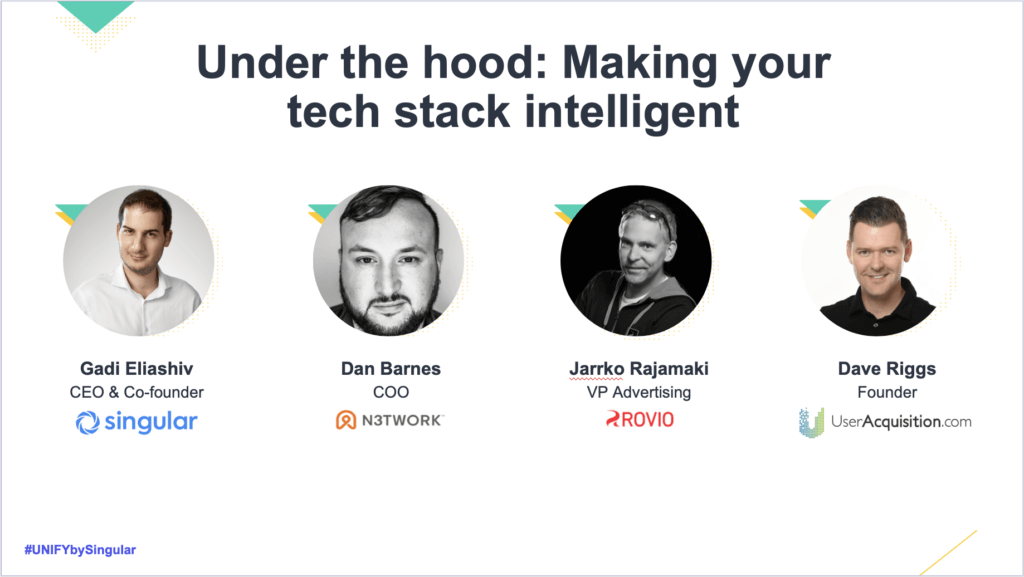 Under the hood: Making your
tech stack intelligent
Gadi Eliashiv
CEO & Co-founder
singular
Dan Barnes
COO
N3TWORK™
Jarrko Rajamaki
VP Advertising
ROVIO
Dave Riggs
Founder
UserAcquisition.com
#UNIFYbySingular